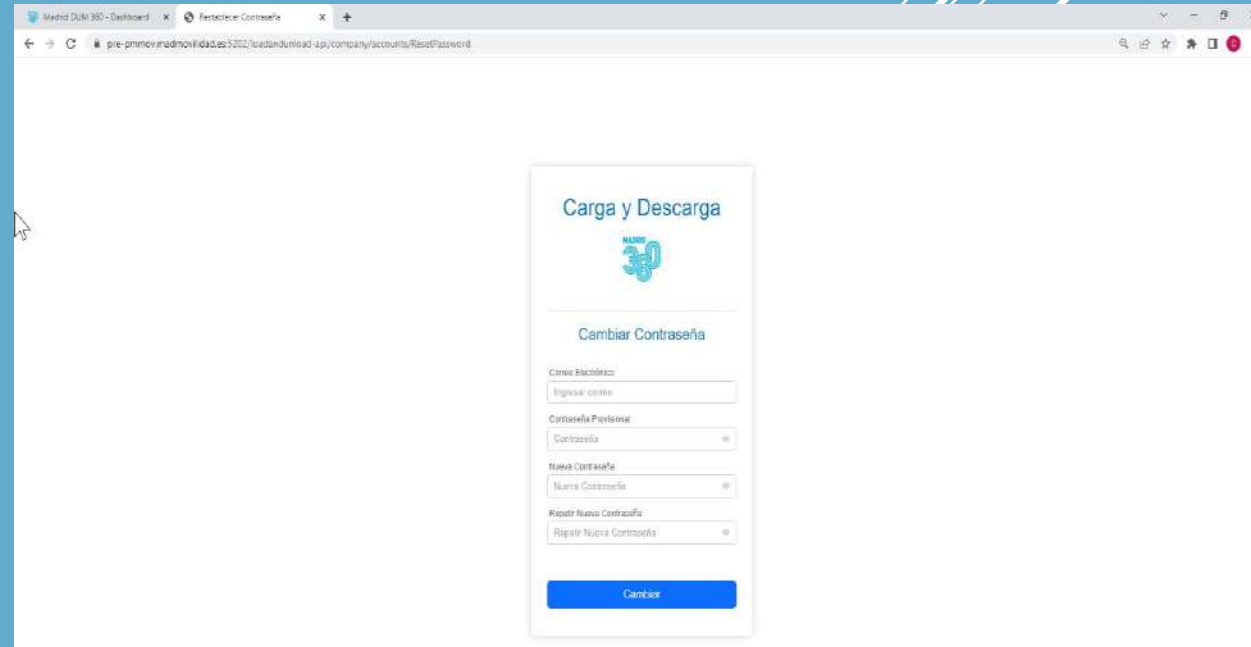 Madrid DUM 360 - Dashboard
Restablecer Contraseña
pre-pmmov.madmovilidad.es:5202/loadandunload-api/company/accounts/ResetPassword
Carga y Descarga
MADRID
360
Cambiar Contraseña
Correo Electrónico
Ingresar correo
Contraseña Provisional
Contraseña
Nueva Contraseña
Nueva Contraseña
Repetir Nueva Contraseña
Repetir Nueva Contraseña
Cambiar